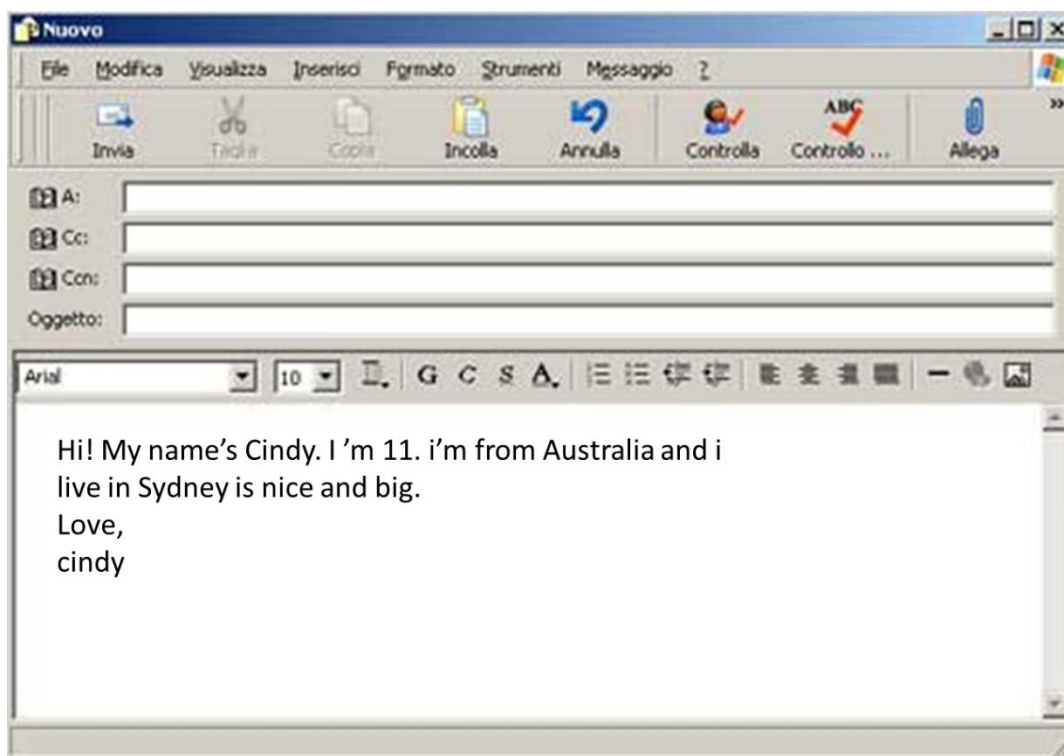 Nuovo
File Modifica Visualizza Inserisci Formato Strumenti Messaggio ?
Invia Taglia Copia Incolla Annulla Controlla Controllo ... Allega
A:
Cc:
Ccn:
Oggetto:
Arial 10 G C S A
Hi! My name's Cindy. I 'm 11. i'm from Australia and i
live in Sydney is nice and big.
Love,
cindy